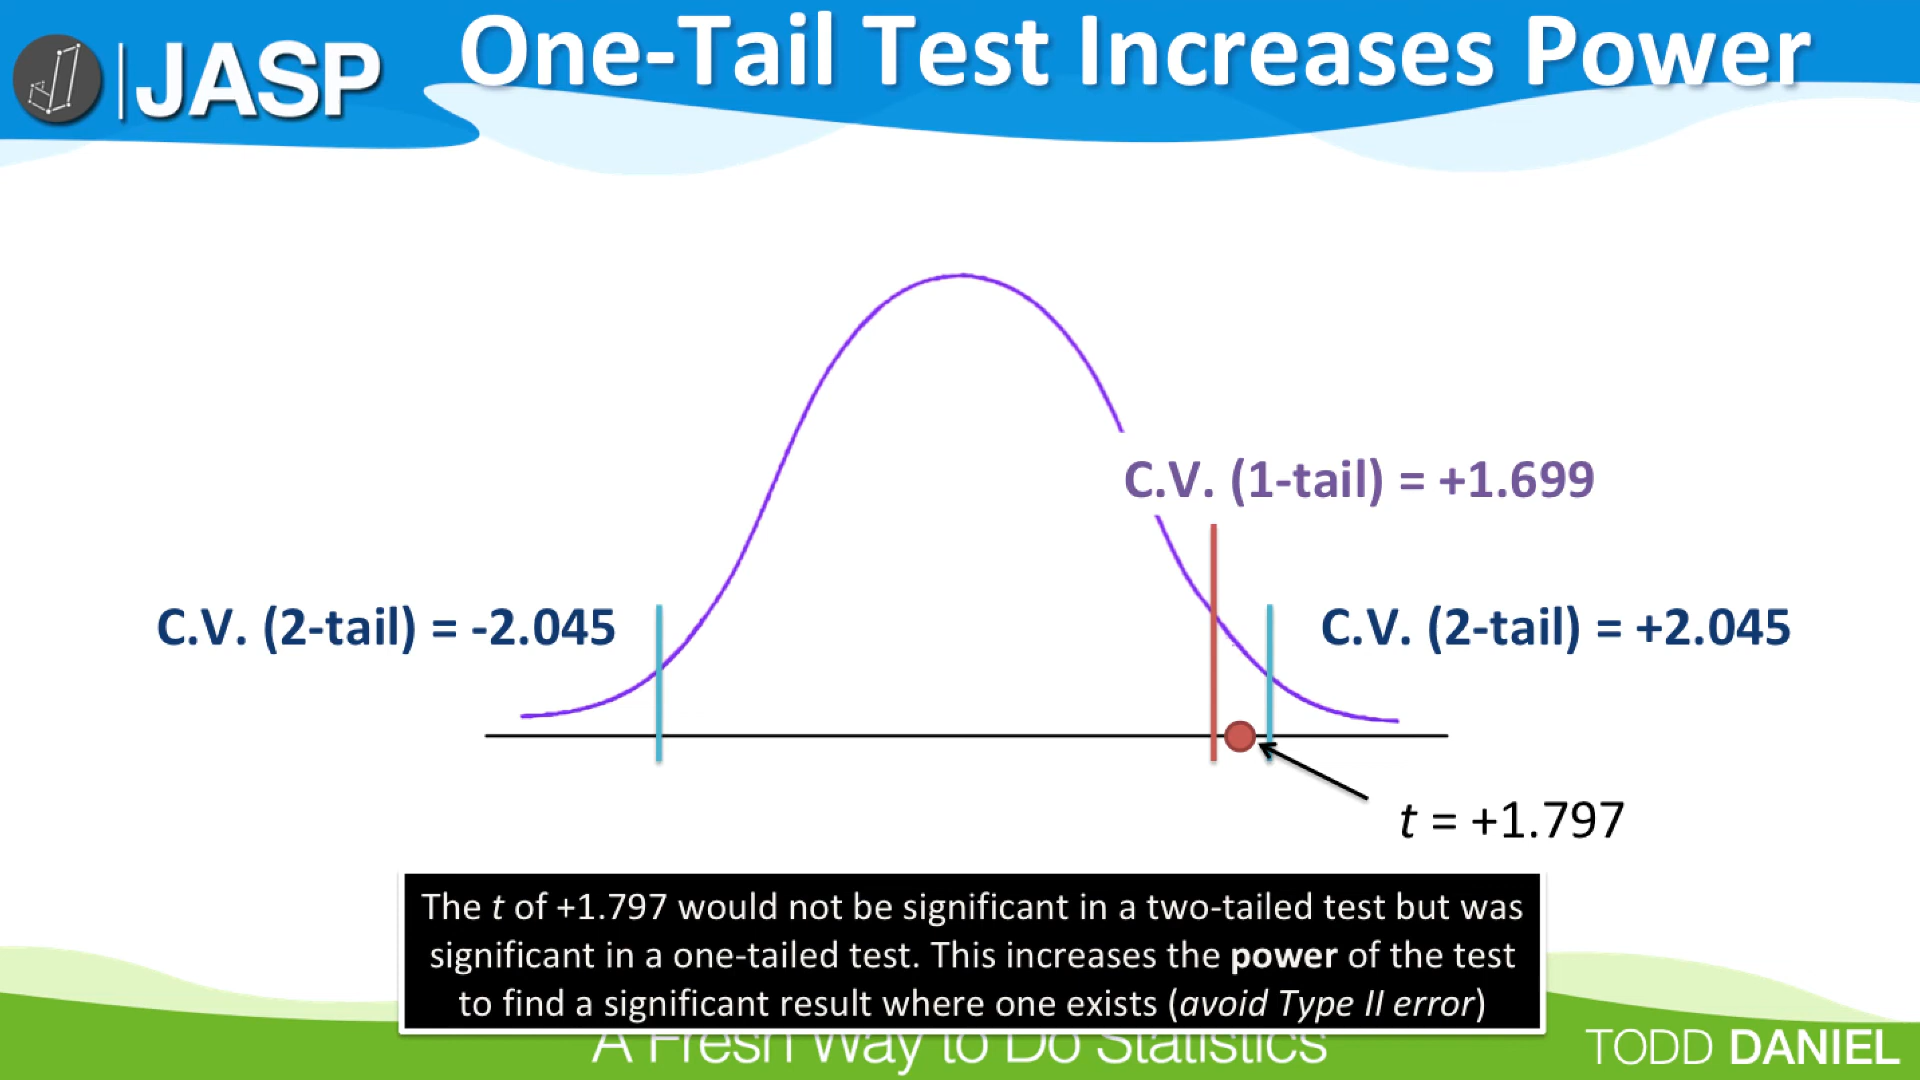 JASP
One-Tail Test Increases Power
C.V. (1-tail) = +1.699
C.V. (2-tail) = -2.045
C.V. (2-tail) = +2.045
t = +1.797
The t of +1.797 would not be significant in a two-tailed test but was
significant in a one-tailed test. This increases the power of the test
to find a significant result where one exists (avoid Type II error)
A Fresh Way to Do Statistics
TODD DANIEL